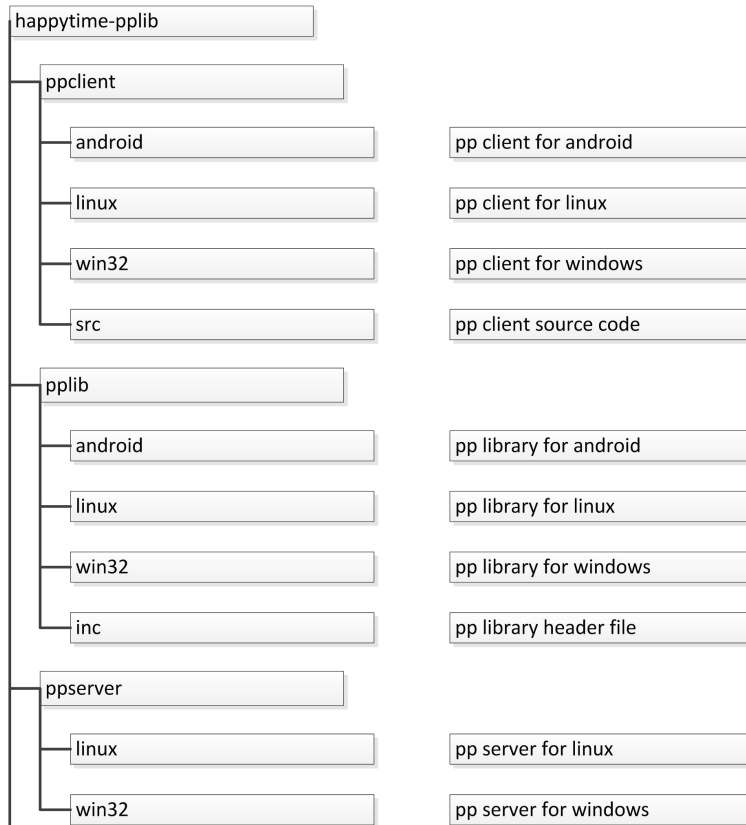 happytime-pplib
ppclient
android pp client for android
linux pp client for linux
win32 pp client for windows
src pp client source code
pplib
android pp library for android
linux pp library for linux
win32 pp library for windows
inc pp library header file
ppserver
linux pp server for linux
win32 pp server for windows